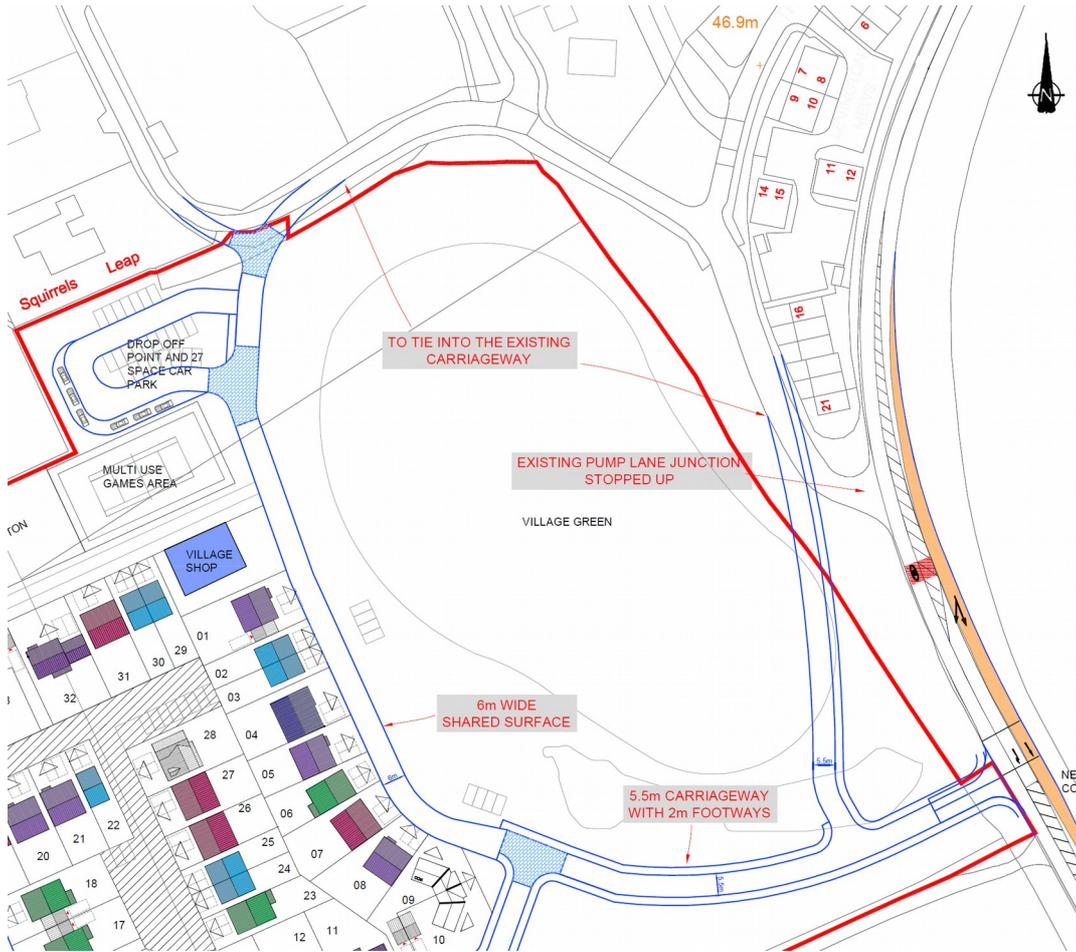 46.9m
6
7
8
9
10
N
11
12
14
15
Squirrels Leap
TO TIE INTO THE EXISTING
CARRIAGEWAY
16
DROP OFF
POINT AND 27
SPACE CAR
PARK
21
MULTI USE
GAMES AREA
EXISTING PUMP LANE JUNCTION
STOPPED UP
VILLAGE GREEN
TON
VILLAGE
SHOP
01
29
30
31
32
02
03
04
28
05
27
26
06
25
07
24
08
23
22
21
20
18
17
09
12
11
10
6m WIDE
SHARED SURFACE
6m
5.5m
5.5m CARRIAGEWAY
WITH 2m FOOTWAYS
5.5m
NE
CO